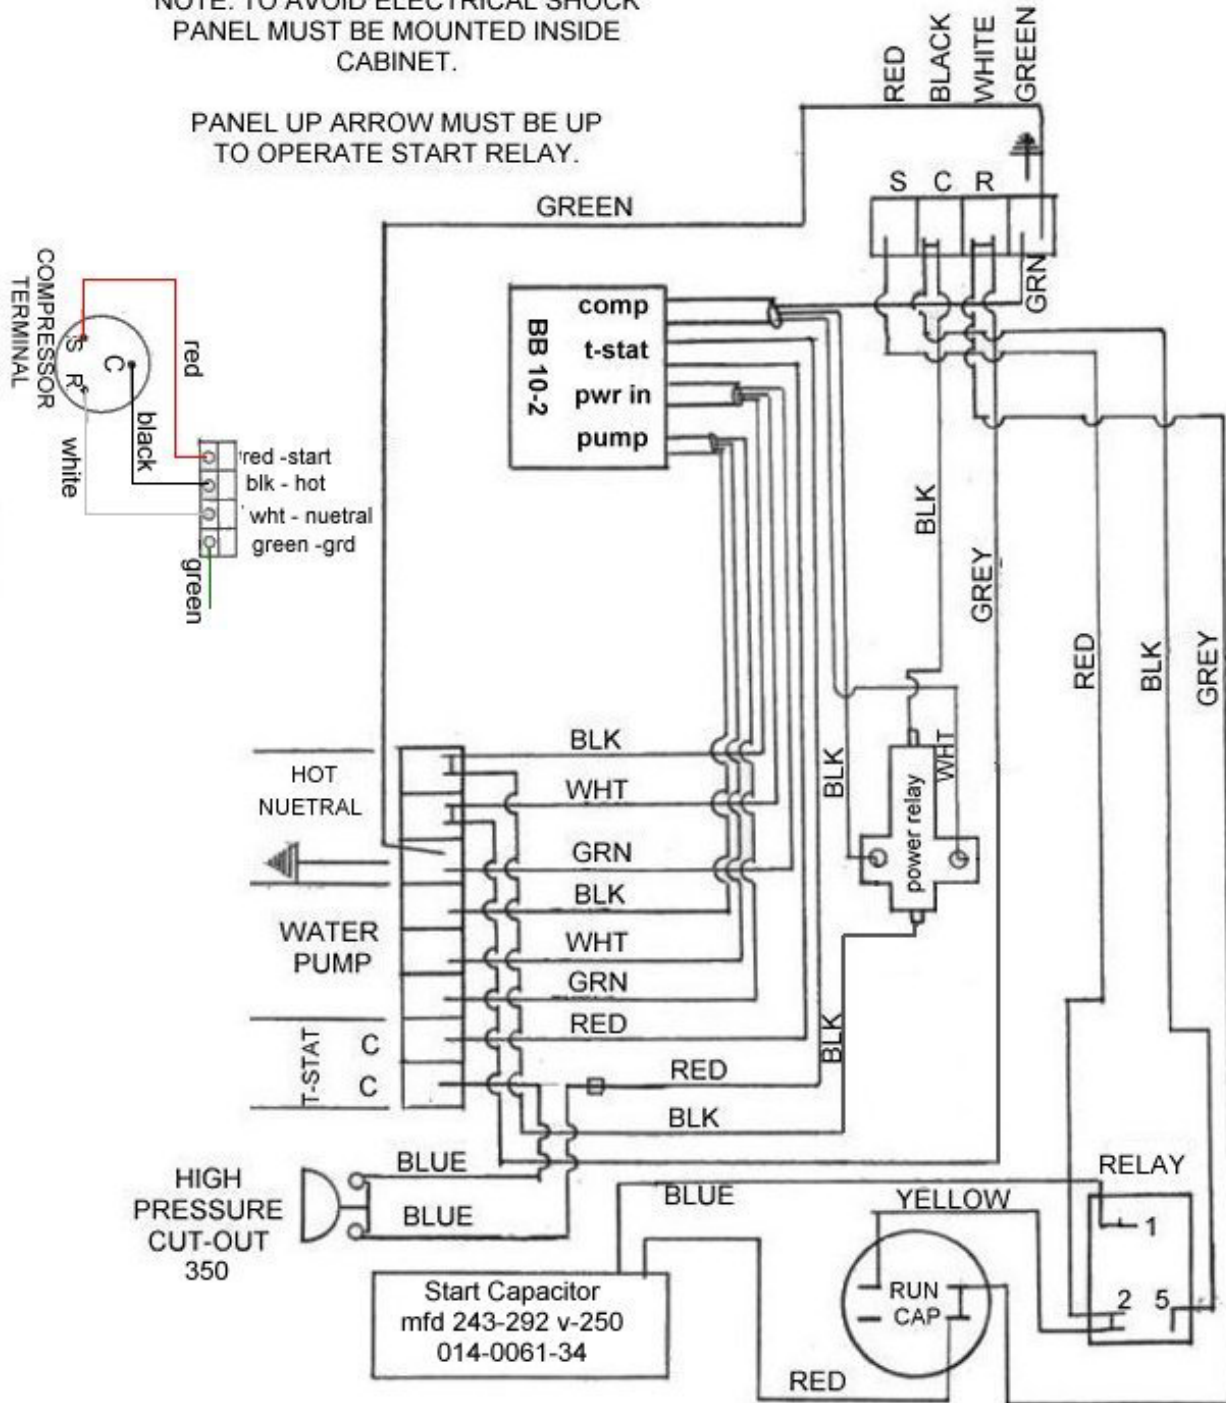 NOTE: TO AVOID ELECTRICAL SHOCK
PANEL MUST BE MOUNTED INSIDE
CABINET.
PANEL UP ARROW MUST BE UP
TO OPERATE START RELAY.
RED
BLACK
WHITE
GREEN
S C R
GREEN
GRN
COMPRESSOR
TERMINAL
S
R
C
red
black
white
green
red -start
blk - hot
wht - nuetral
green -grd
BB 10-2
comp
t-stat
pwr in
pump
BLK
GREY
RED
BLK
GREY
HOT
NUETRAL
BLK
WHT
GRN
BLK
WHT
GRN
RED
RED
BLK
WATER
PUMP
T-STAT
C
C
BLK
WHT
power relay
BLK
HIGH
PRESSURE
CUT-OUT
350
BLUE
BLUE
BLUE
YELLOW
RELAY
1
2 5
RUN
CAP
Start Capacitor
mfd 243-292 v-250
014-0061-34
RED